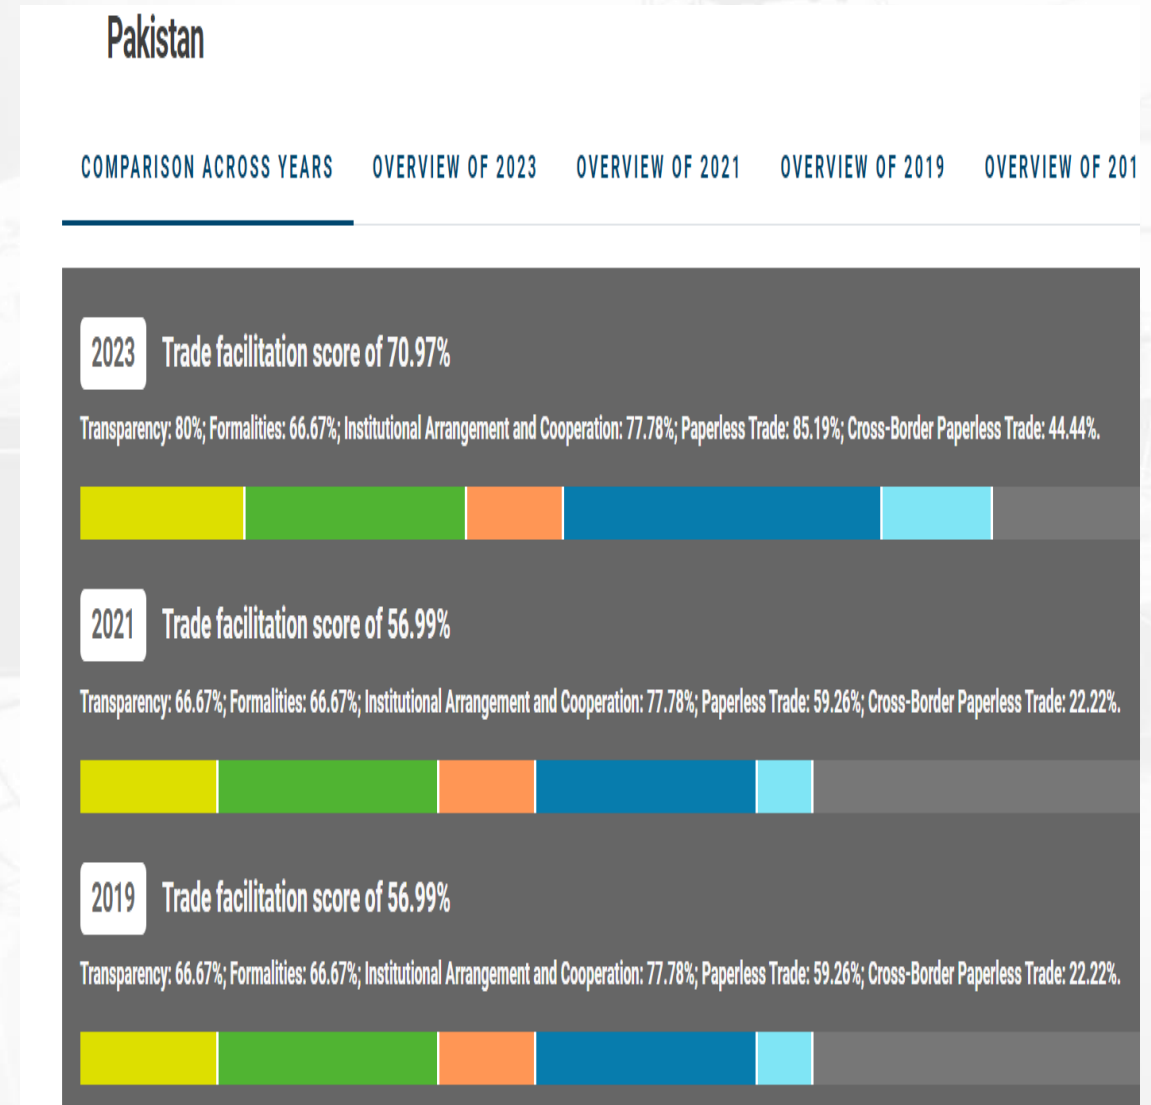 Pakistan
COMPARISON ACROSS YEARS OVERVIEW OF 2023 OVERVIEW OF 2021 OVERVIEW OF 2019 OVERVIEW OF 201
2023 Trade facilitation score of 70.97%
Transparency: 80%; Formalities: 66.67%; Institutional Arrangement and Cooperation: 77.78%; Paperless Trade: 85.19%; Cross-Border Paperless Trade: 44.44%.
2021 Trade facilitation score of 56.99%
Transparency: 66.67%; Formalities: 66.67%; Institutional Arrangement and Cooperation: 77.78%; Paperless Trade: 59.26%; Cross-Border Paperless Trade: 22.22%.
2019 Trade facilitation score of 56.99%
Transparency: 66.67%; Formalities: 66.67%; Institutional Arrangement and Cooperation: 77.78%; Paperless Trade: 59.26%; Cross-Border Paperless Trade: 22.22%.